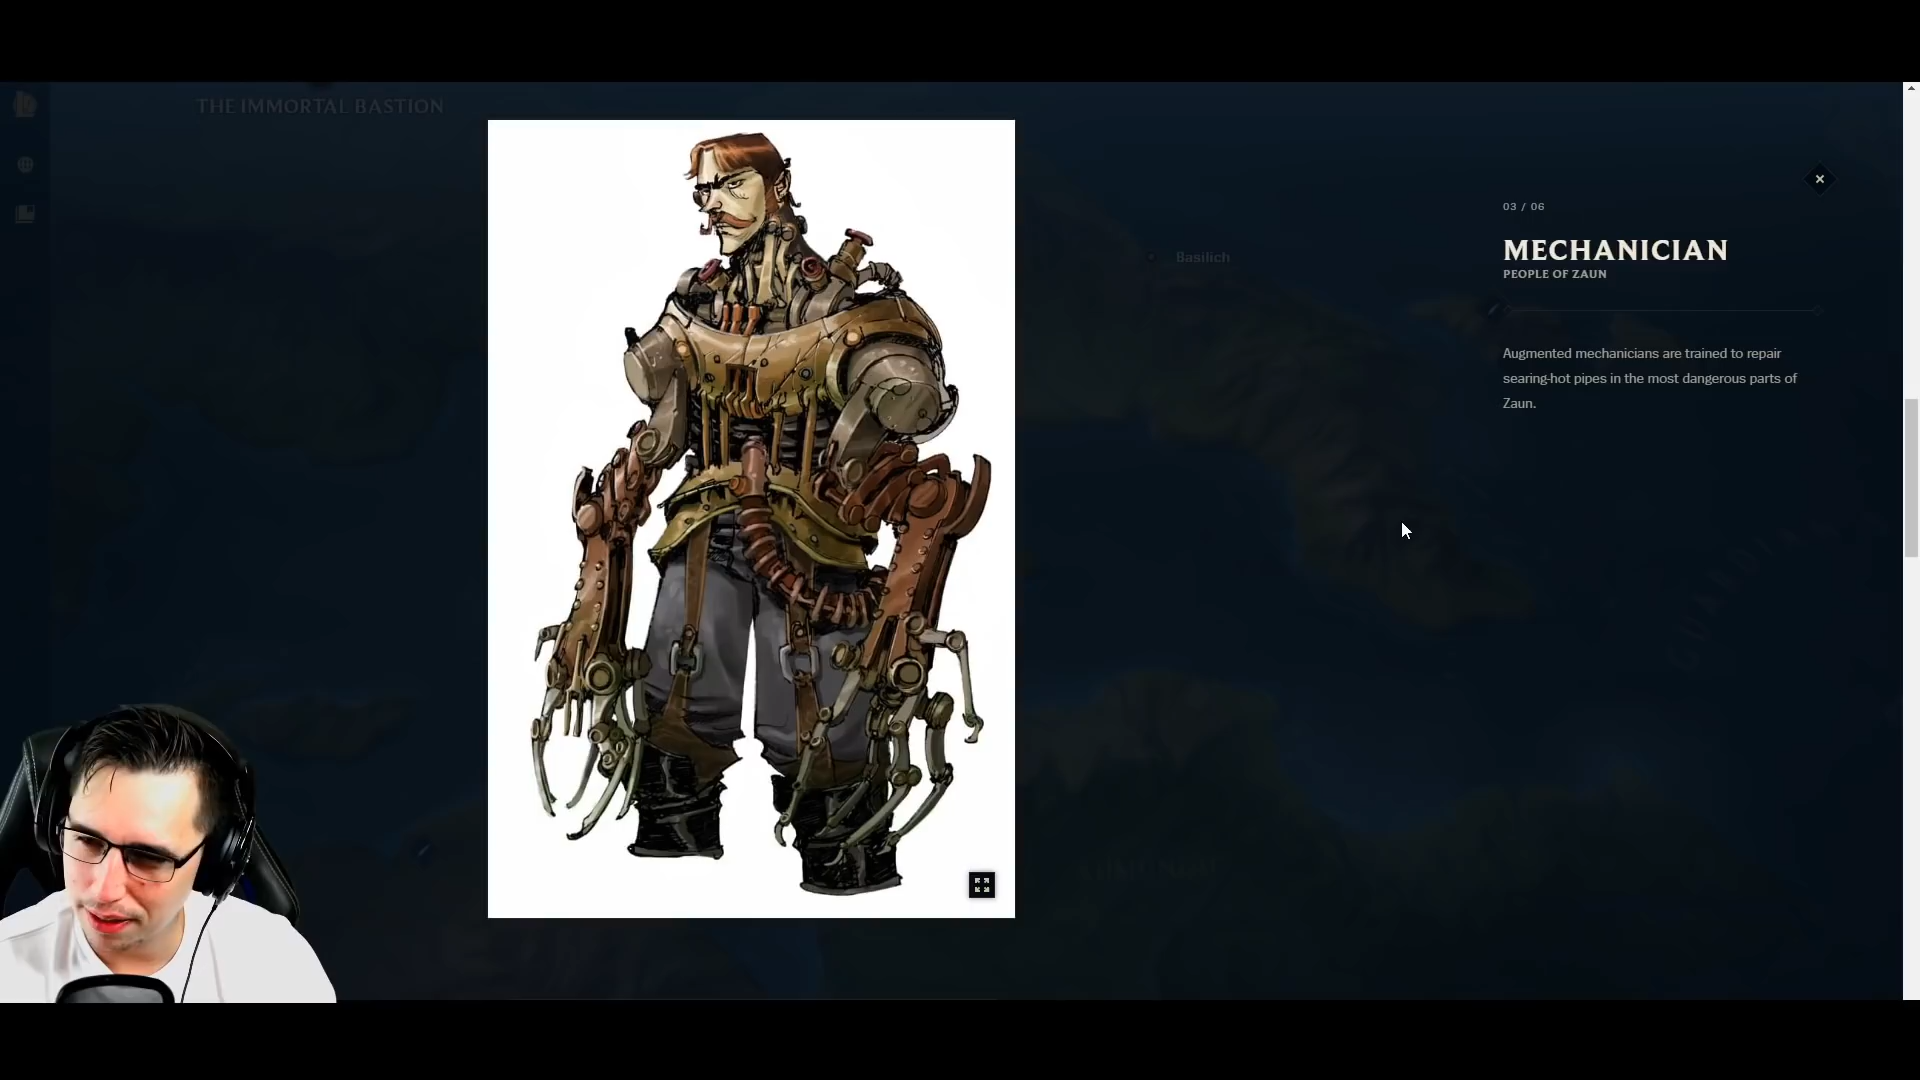 THE IMMORTAL BASTION
Basilich
03 / 06
MECHANICIAN
PEOPLE OF ZAUN
Augmented mechanicians are trained to repair
searing-hot pipes in the most dangerous parts of
Zaun.